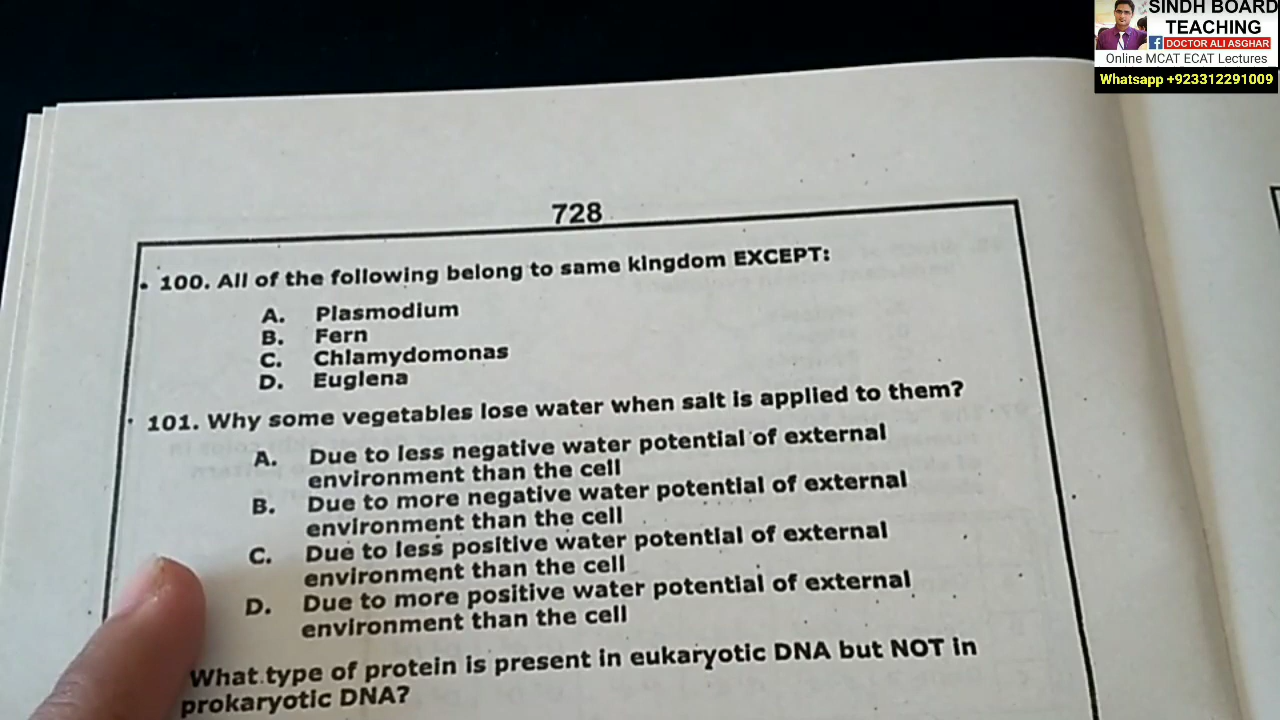 SINDH BOARD
TEACHING
DOCTOR ALI ASGHAR
Online MCAT ECAT Lectures
Whatsapp +923312291009
728
100. All of the following belong to same kingdom EXCEPT:
A. Plasmodium
B. Fern
C. Chlamydomonas
D. Euglena
101. Why some vegetables lose water when salt is applied to them?
A. Due to less negative water potential of external
environment than the cell
B. Due to more negative water potential of external
environment than the cell
C. Due to less positive water potential of external
environment than the cell
D. Due to more positive water potential of external
environment than the cell
What type of protein is present in eukaryotic DNA but NOT in
prokaryotic DNA?